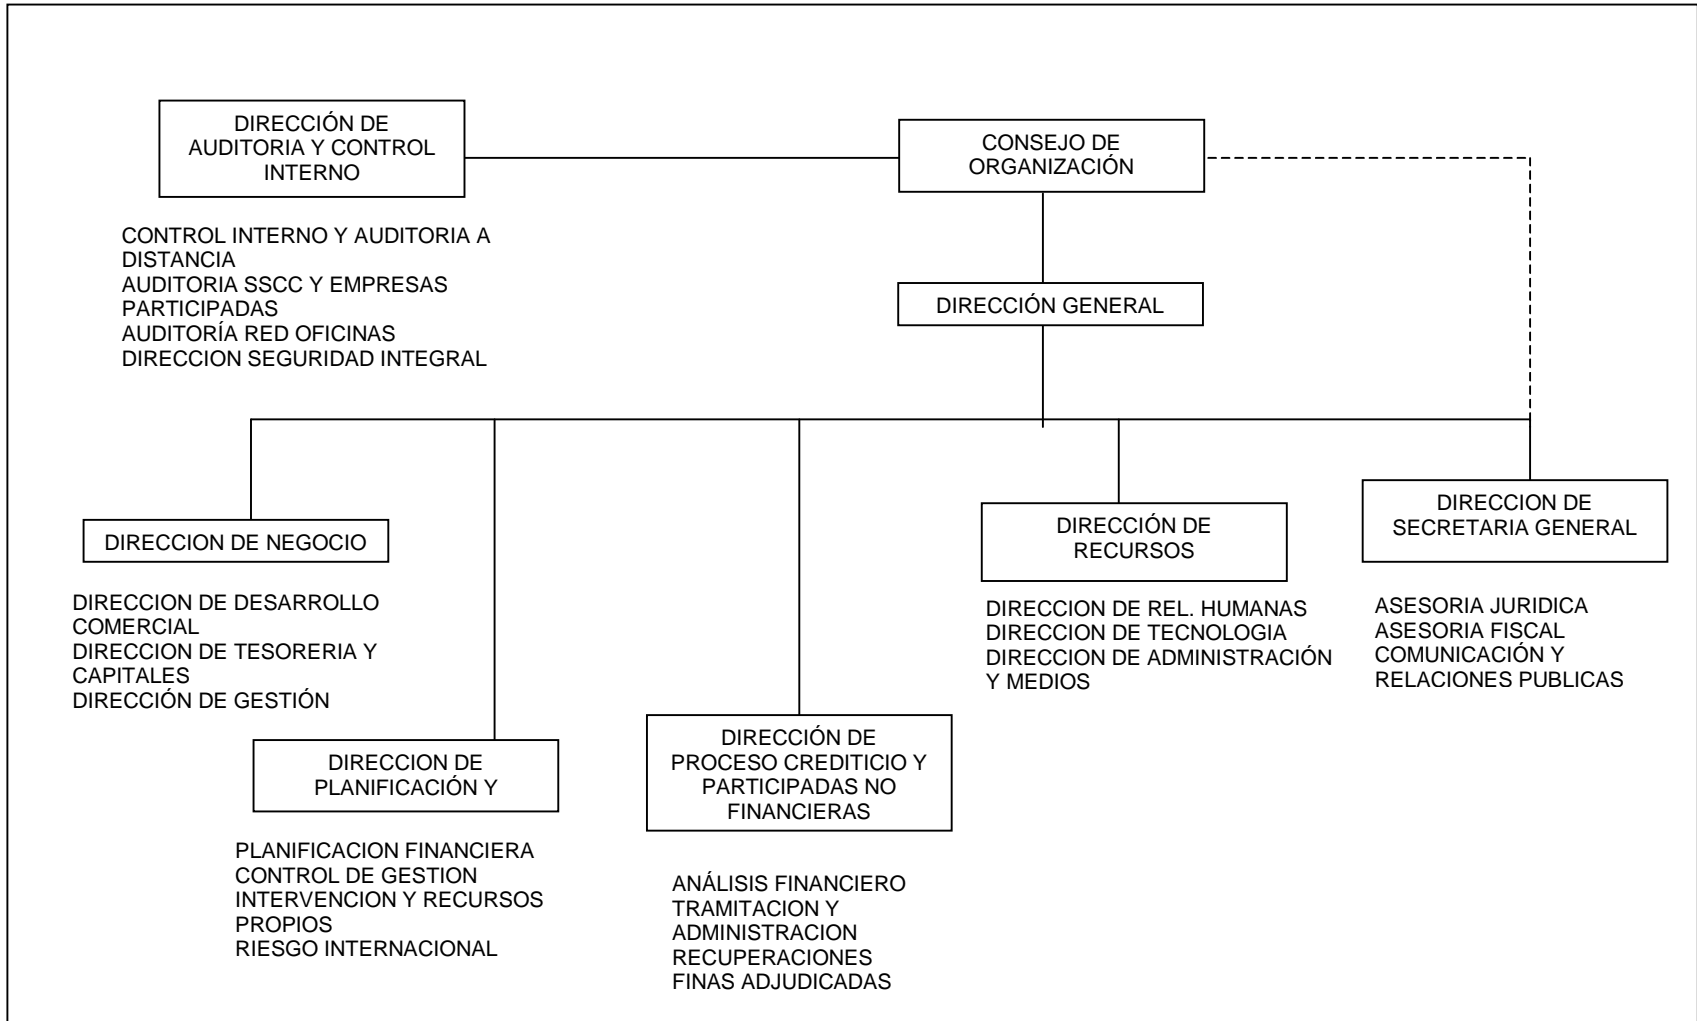 DIRECCIÓN DE
AUDITORIA Y CONTROL
INTERNO
CONSEJO DE
ORGANIZACIÓN
CONTROL INTERNO Y AUDITORIA A
DISTANCIA
AUDITORIA SSCC Y EMPRESAS
PARTICIPADAS
AUDITORÍA RED OFICINAS
DIRECCION SEGURIDAD INTEGRAL
DIRECCIÓN GENERAL
DIRECCION DE NEGOCIO
DIRECCION DE DESARROLLO
COMERCIAL
DIRECCION DE TESORERIA Y
CAPITALES
DIRECCIÓN DE GESTIÓN
DIRECCION DE
PLANIFICACIÓN Y
PLANIFICACION FINANCIERA
CONTROL DE GESTION
INTERVENCION Y RECURSOS
PROPIOS
RIESGO INTERNACIONAL
DIRECCIÓN DE
PROCESO CREDITICIO Y
PARTICIPADAS NO
FINANCIERAS
ANÁLISIS FINANCIERO
TRAMITACION Y
ADMINISTRACION
RECUPERACIONES
FINAS ADJUDICADAS
DIRECCIÓN DE
RECURSOS
DIRECCION DE REL. HUMANAS
DIRECCION DE TECNOLOGIA
DIRECCION DE ADMINISTRACIÓN
Y MEDIOS
DIRECCION DE
SECRETARIA GENERAL
ASESORIA JURIDICA
ASESORIA FISCAL
COMUNICACIÓN Y
RELACIONES PUBLICAS